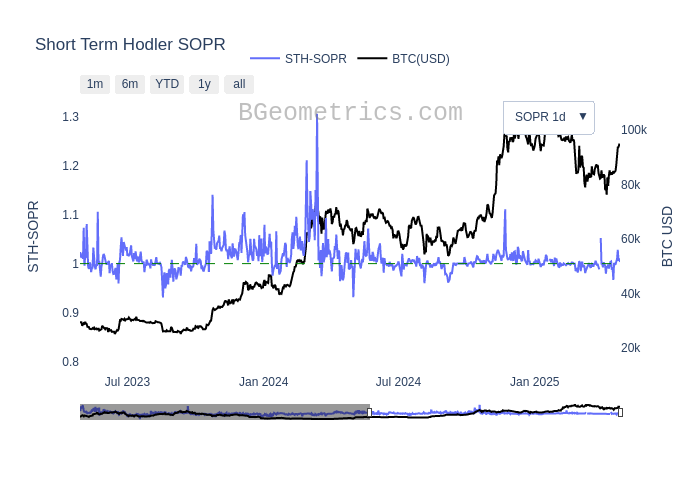 Short Term Hodler SOPR
STH-SOPR
BTC(USD)
1m 6m YTD 1y all
BGeometrics.com
SOPR 1d ▼
1.3
1.2
1.1
1
0.9
0.8
STH-SOPR
100k
80k
60k
40k
20k
BTC USD
Jul 2023
Jan 2024
Jul 2024
Jan 2025